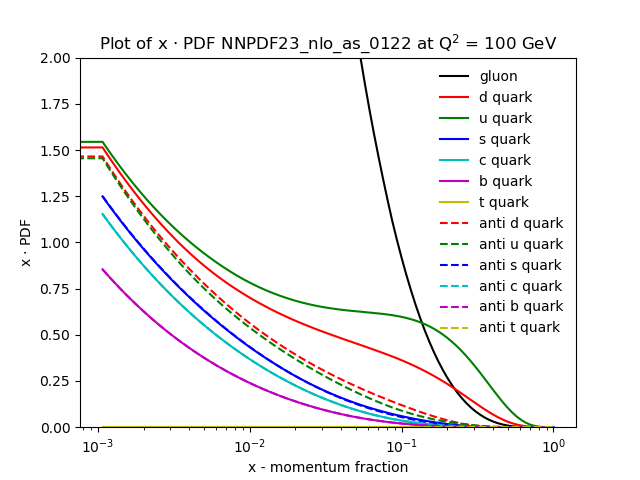 Plot of x · PDF NNPDF23_nlo_as_0122 at Q² = 100 GeV
2.00
1.75
1.50
1.25
1.00
0.75
0.50
0.25
0.00
x · PDF
gluon
d quark
u quark
s quark
c quark
b quark
t quark
anti d quark
anti u quark
anti s quark
anti c quark
anti b quark
anti t quark
10⁻³ 10⁻² 10⁻¹ 10⁰
x - momentum fraction